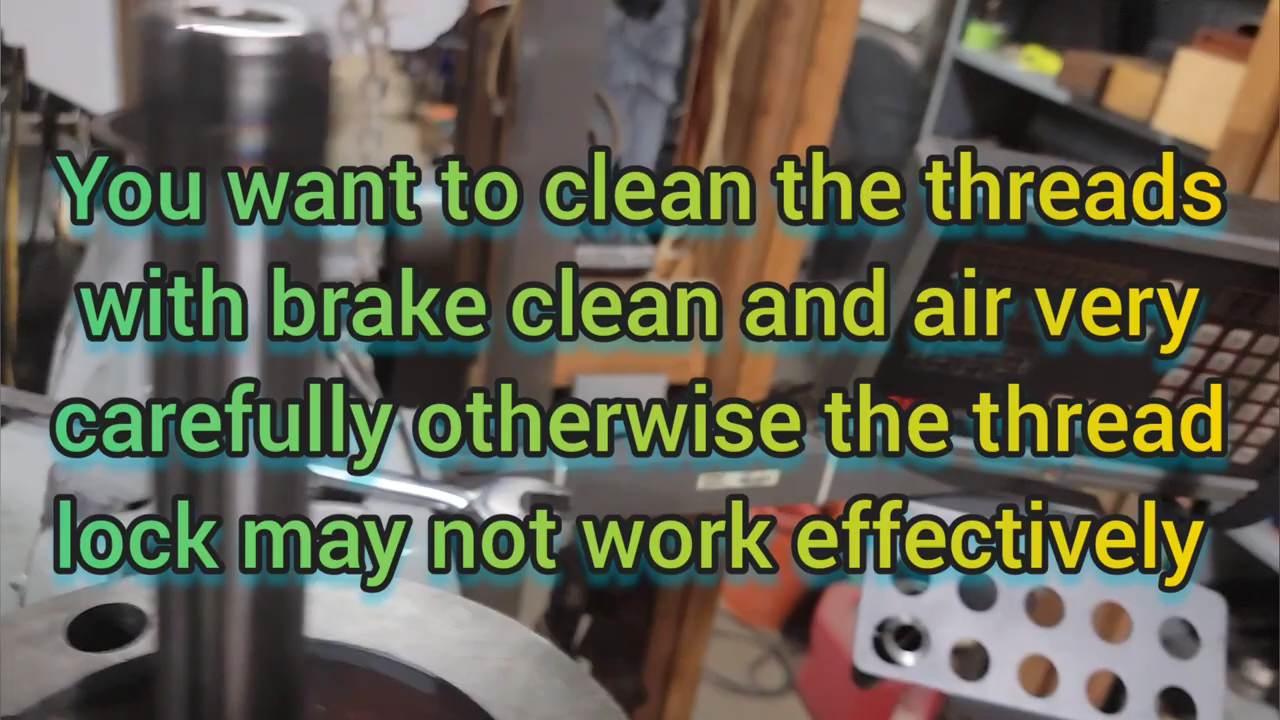 You want to clean the threads
with brake clean and air very
carefully otherwise the thread
lock may not work effectively